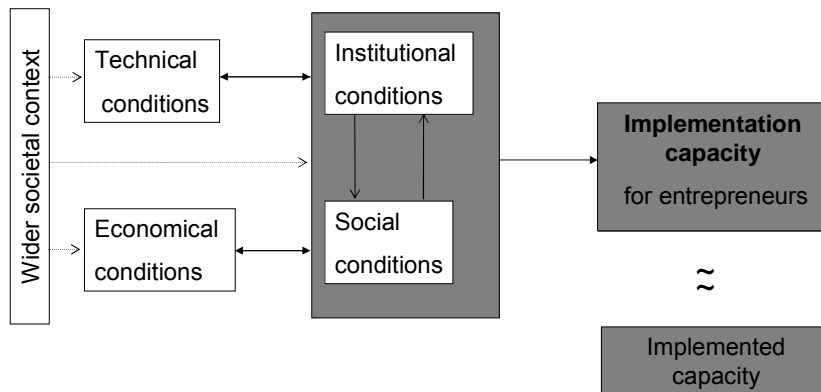 Wider societal context
Technical
conditions
Institutional
conditions
Economical
conditions
Social
conditions
Implementation
capacity
for entrepreneurs
≈
Implemented
capacity